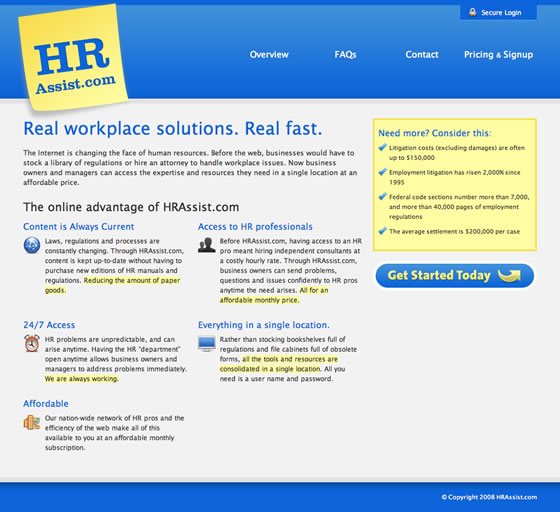 Secure Login
HR
Assist.com
Overview
FAQs
Contact
Pricing & Signup
Real workplace solutions. Real fast.
The Internet is changing the face of human resources. Before the web, businesses would have to
stock a library of regulations or hire an attorney to handle workplace issues. Now business
owners and managers can access the expertise and resources they need in a single location at an
affordable price.
The online advantage of HRAssist.com
Content is Always Current
Laws, regulations and processes are
constantly changing. Through HRAssist.com,
content is kept up-to-date without having to
purchase new editions of HR manuals and
regulations. Reducing the amount of paper
goods.
Access to HR professionals
Before HRAssist.com, having access to an HR
pro meant hiring independent consultants at
a costly hourly rate. Through HRAssist.com,
business owners can send problems,
questions and issues confidently to HR pros
anytime the need arises. All for an
affordable monthly price.
24/7 Access
HR problems are unpredictable, and can
arise anytime. Having the HR "department"
open anytime allows business owners and
managers to address problems immediately.
We are always working.
Everything in a single location.
Rather than stocking bookshelves full of
regulations and file cabinets full of obsolete
forms, all the tools and resources are
consolidated in a single location. All you
need is a user name and password.
Affordable
Our nation-wide network of HR pros and the
efficiency of the web make all of this
available to you at an affordable monthly
subscription.
Need more? Consider this:
Litigation costs (excluding damages) are often
up to $150,000
Employment litigation has risen 2,000% since
1995
Federal code sections number more than 7,000,
and more than 40,000 pages of employment
regulations
The average settlement is $200,000 per case
Get Started Today
© Copyright 2008 HRAssist.com